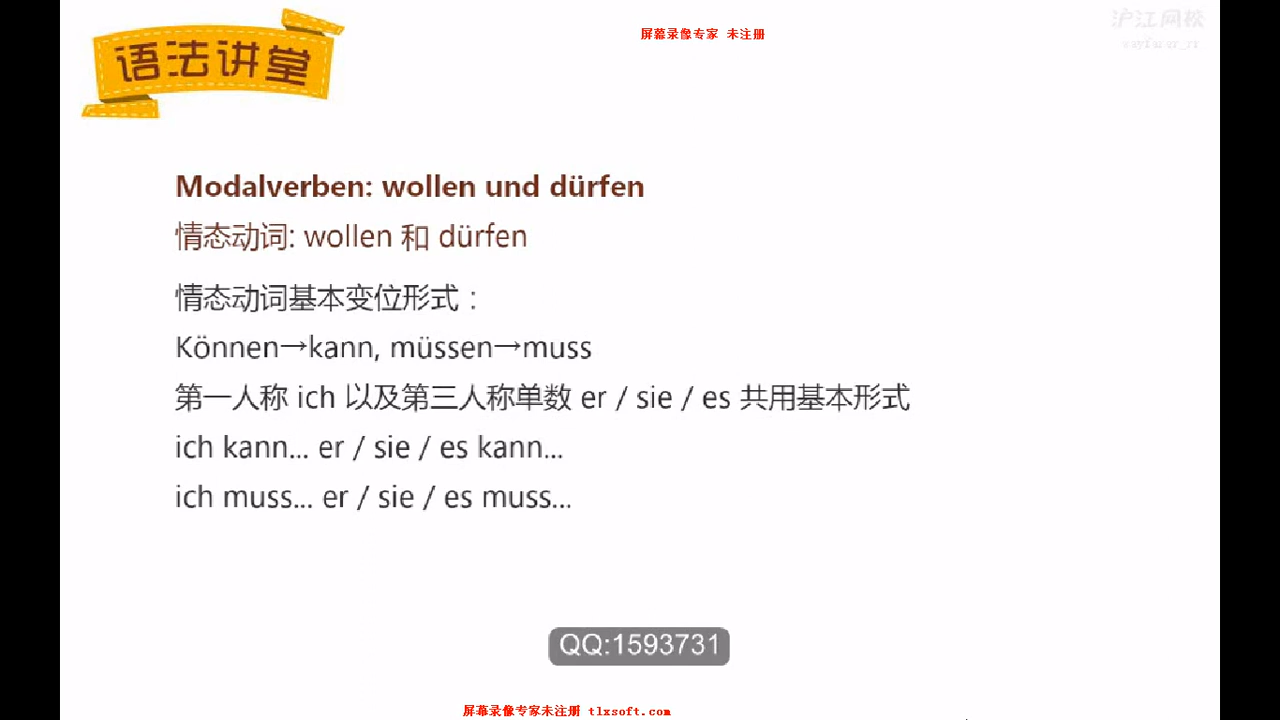 屏幕录像专家 未注册
沪江网校
语法讲堂
Modalverben: wollen und dürfen
情态动词: wollen 和 dürfen
情态动词基本变位形式：
Können→kann, müssen→muss
第一人称 ich 以及第三人称单数 er / sie / es 共用基本形式
ich kann... er / sie / es kann...
ich muss... er / sie / es muss...
QQ:1593731
屏幕录像专家未注册 tlxsoft.com